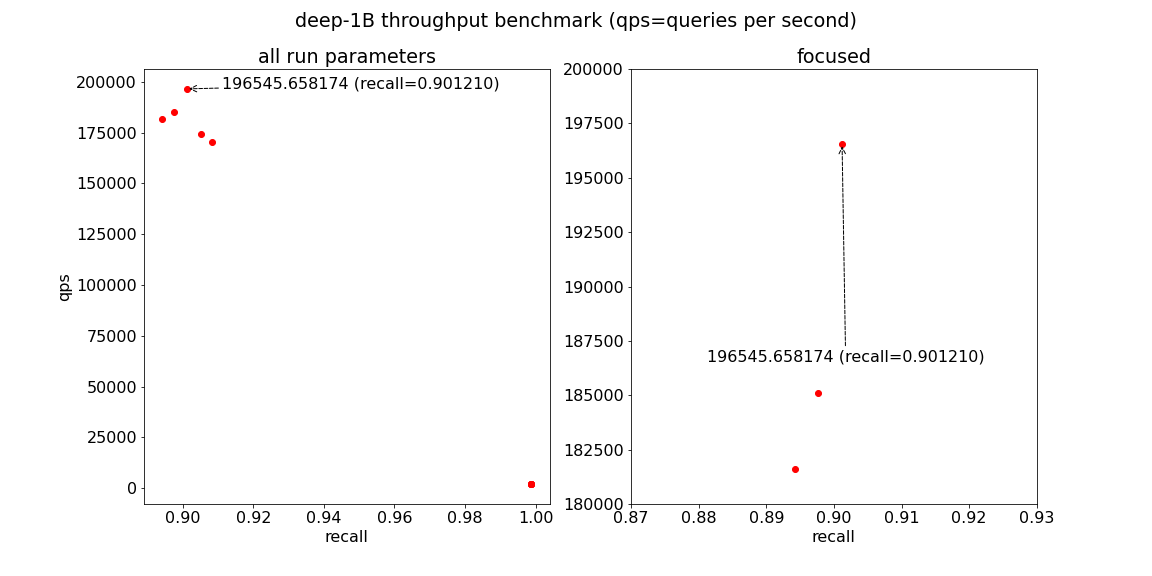 deep-1B throughput benchmark (qps=queries per second)
all run parameters
200000
175000
150000
125000
100000
75000
50000
25000
0
qps
196545.658174 (recall=0.901210)
0.90 0.92 0.94 0.96 0.98 1.00
recall
focused
200000
197500
195000
192500
190000
187500
185000
182500
180000
196545.658174 (recall=0.901210)
0.87 0.88 0.89 0.90 0.91 0.92 0.93
recall